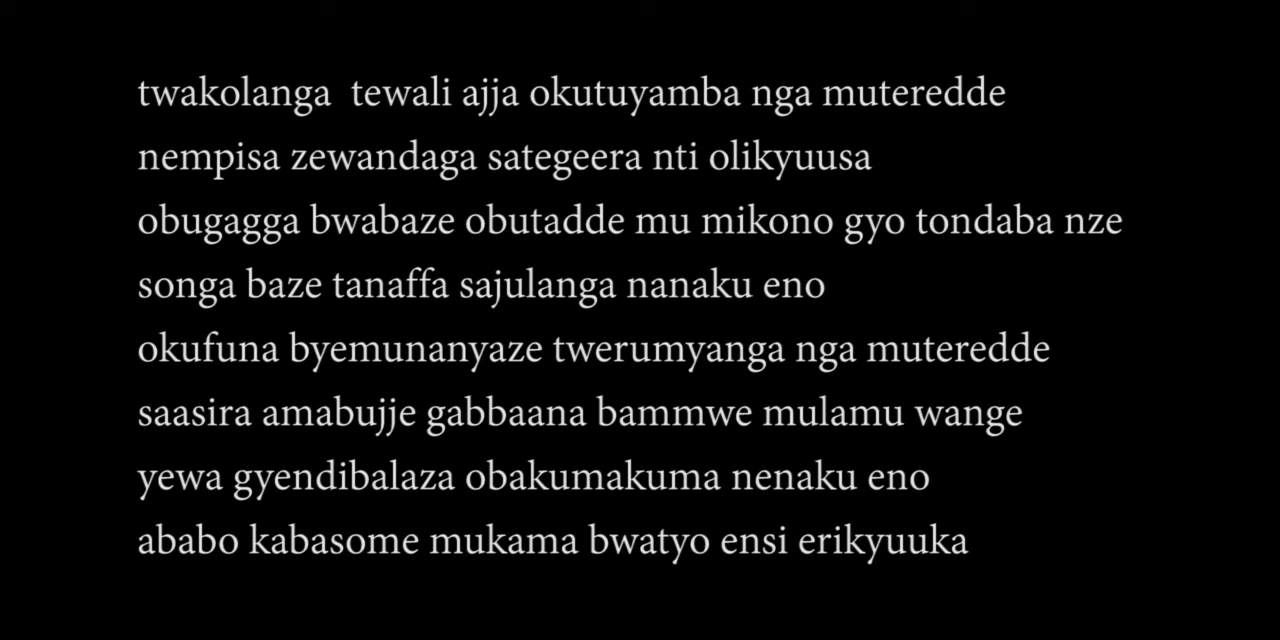 twakolanga  tewali ajja okutuyamba nga muteredde
nempisa zewandaga sategeera nti olikyuusa
obugagga bwabaze obutadde mu mikono gyo tondaba nze
songa baze tanaffa sajulanga nanaku eno
okufuna byemunanyaze twerumyanga nga muteredde
saasira amabujje gabbaana bammwe mulamu wange
yewa gyendibalaza obakumakuma nenaku eno
ababo kabasome mukama bwatyo ensi erikyuuka